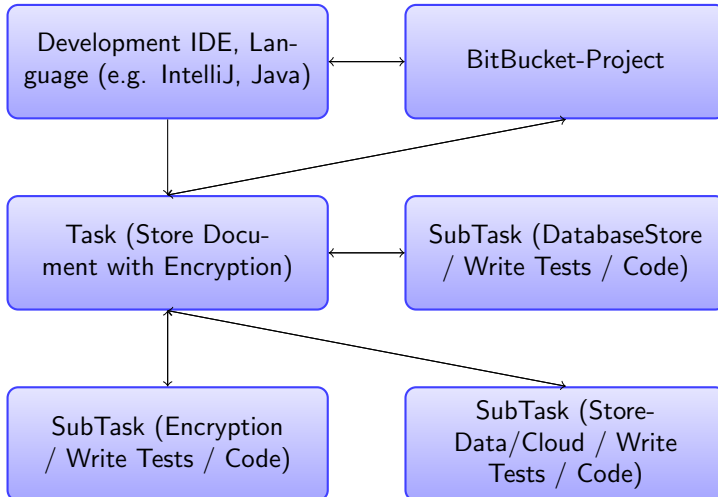 Development IDE, Lan-
guage (e.g. IntelliJ, Java)
BitBucket-Project
Task (Store Docu-
ment with Encryption)
SubTask (DatabaseStore
/ Write Tests / Code)
SubTask (Encryption
/ Write Tests / Code)
SubTask (Store-
Data/Cloud / Write
Tests / Code)